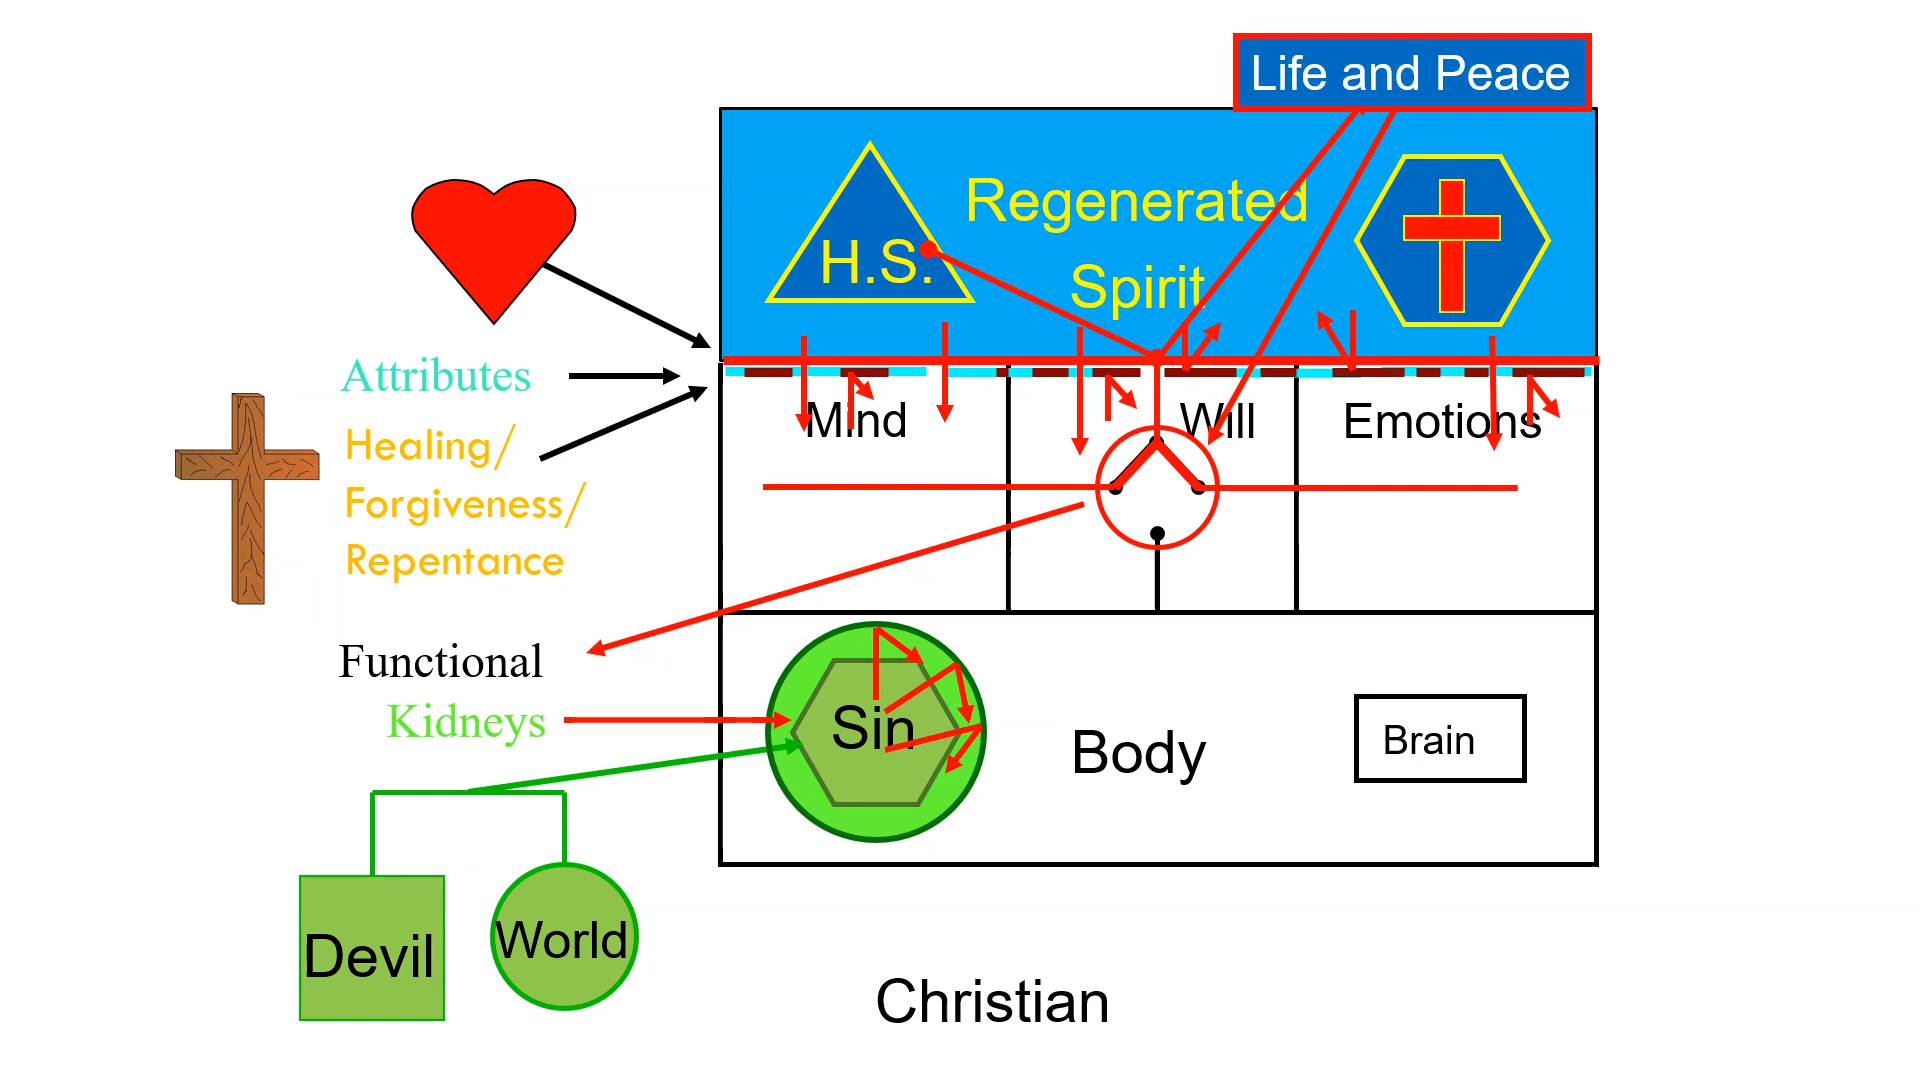 Life and Peace
Regenerated
H.S.
Spirit
Attributes
Mind
Will
Emotions
Healing/
Forgiveness/
Repentance
Functional
Kidneys
Sin
Body
Brain
Devil
World
Christian